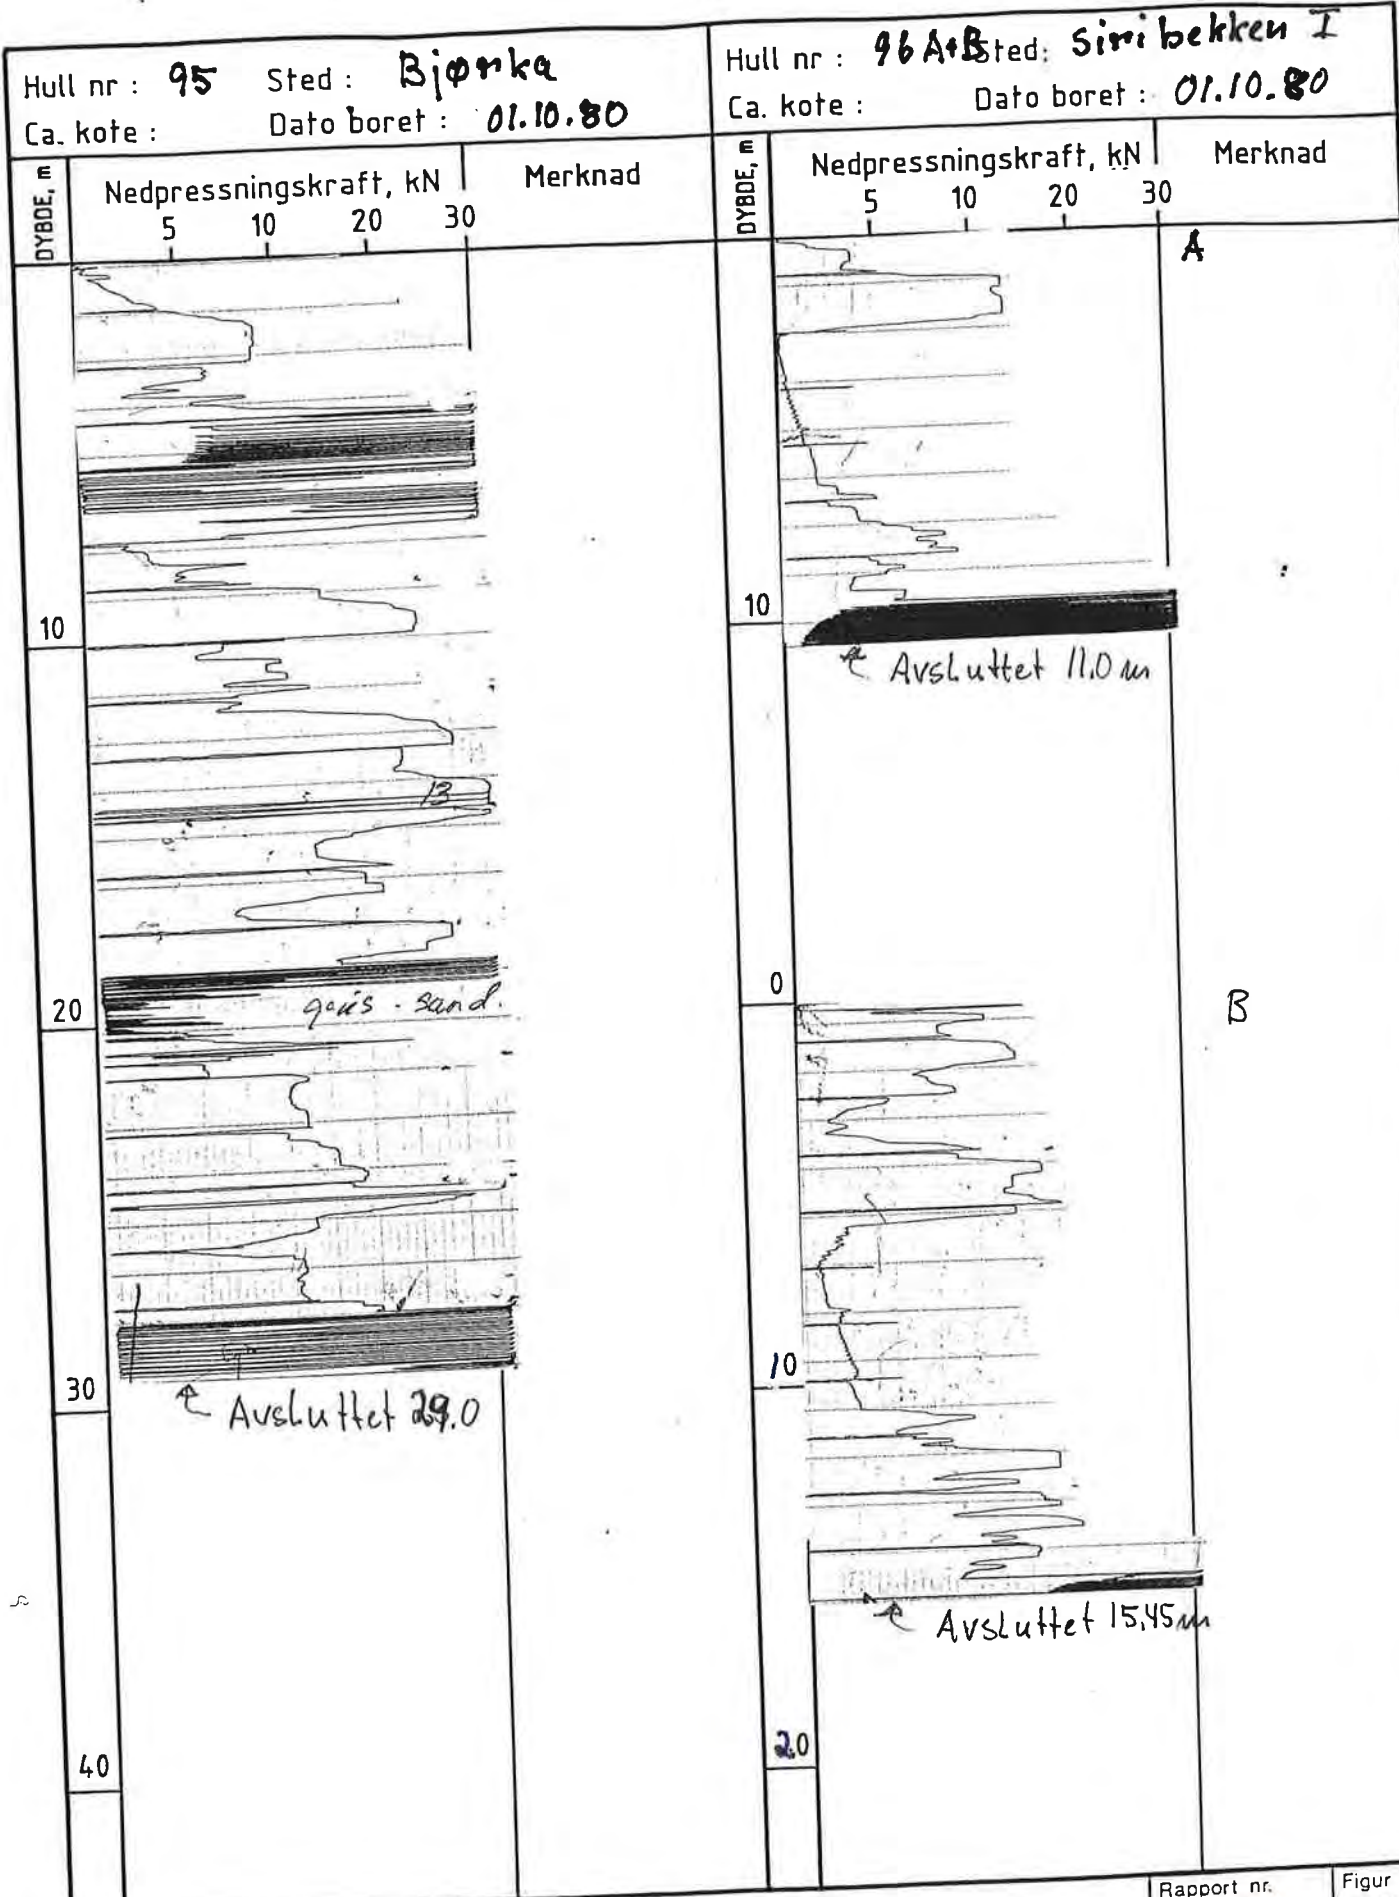 Hull nr : 95 Sted : Bjørka
Ca. kote : Dato boret : 01.10.80
DYBDE, m
Nedpressningskraft, kN
Merknad
5 10 20 30
10
13
20
sand.
30
Avsluttet 29.0
40
Hull nr : 96 A+B Sted: Siribekken I
Ca. kote : Dato boret : 01.10.80
DYBDE, m
Nedpressningskraft, kN
Merknad
5 10 20 30
A
10
Avsluttet 11.0 m
0
B
10
Avsluttet 15,45 m
20
Rapport nr.
Figur